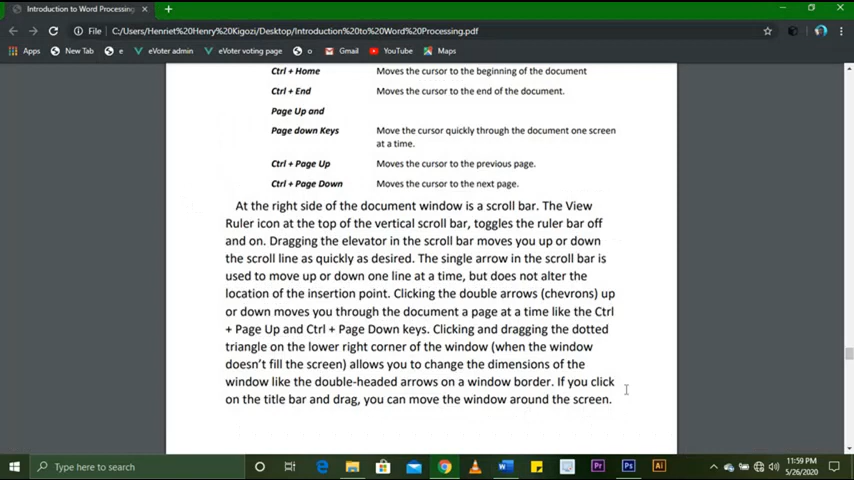 Introduction to Word Processing
File | C:/Users/Henriet%20Henry%20Kigozi/Desktop/Introduction%20to%20Word%20Processing.pdf
Apps New Tab e eVoter admin eVoter voting page o Gmail YouTube Maps
Ctrl + Home Moves the cursor to the beginning of the document
Ctrl + End Moves the cursor to the end of the document.
Page Up and
Page down Keys Move the cursor quickly through the document one screen
at a time.
Ctrl + Page Up Moves the cursor to the previous page.
Ctrl + Page Down Moves the cursor to the next page.
At the right side of the document window is a scroll bar. The View
Ruler icon at the top of the vertical scroll bar, toggles the ruler bar off
and on. Dragging the elevator in the scroll bar moves you up or down
the scroll line as quickly as desired. The single arrow in the scroll bar is
used to move up or down one line at a time, but does not alter the
location of the insertion point. Clicking the double arrows (chevrons) up
or down moves you through the document a page at a time like the Ctrl
+ Page Up and Ctrl + Page Down keys. Clicking and dragging the dotted
triangle on the lower right corner of the window (when the window
doesn't fill the screen) allows you to change the dimensions of the
window like the double-headed arrows on a window border. If you click
on the title bar and drag, you can move the window around the screen.
Type here to search
Pr Ps Ai
11:59 PM
5/26/2020